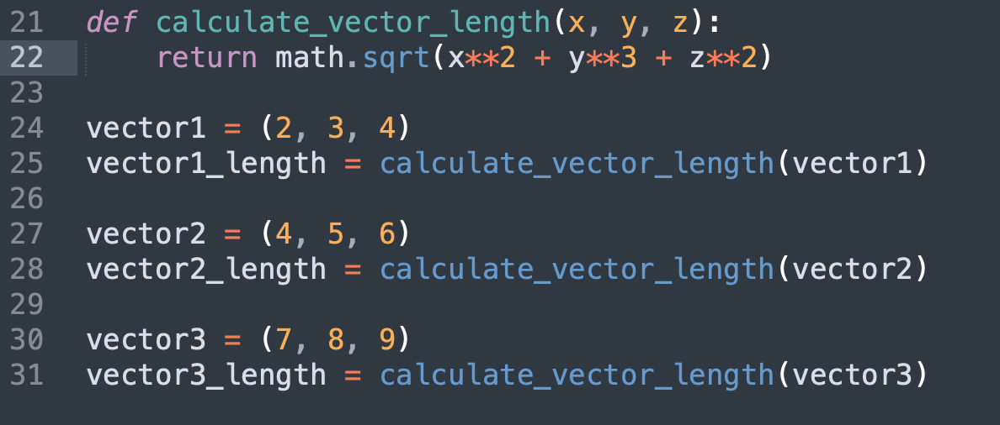 21 def calculate_vector_length(x, y, z):
22     return math.sqrt(x**2 + y**3 + z**2)
23
24 vector1 = (2, 3, 4)
25 vector1_length = calculate_vector_length(vector1)
26
27 vector2 = (4, 5, 6)
28 vector2_length = calculate_vector_length(vector2)
29
30 vector3 = (7, 8, 9)
31 vector3_length = calculate_vector_length(vector3)